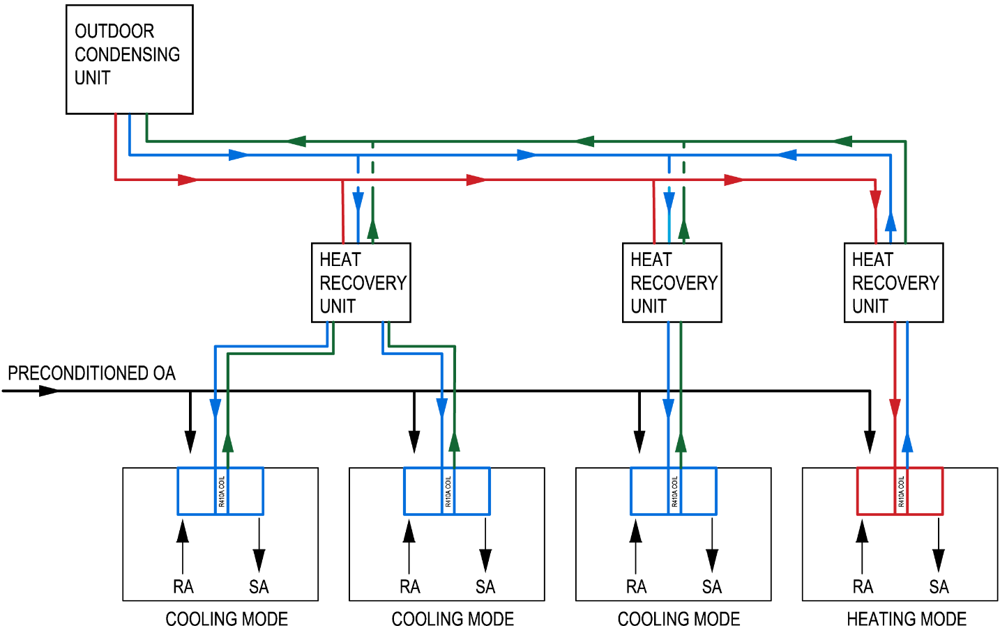 OUTDOOR
CONDENSING
UNIT
HEAT
RECOVERY
UNIT
HEAT
RECOVERY
UNIT
HEAT
RECOVERY
UNIT
PRECONDITIONED OA
R410A COIL
R410A COIL
R410A COIL
R410A COIL
RA
SA
RA
SA
RA
SA
RA
SA
COOLING MODE
COOLING MODE
COOLING MODE
HEATING MODE